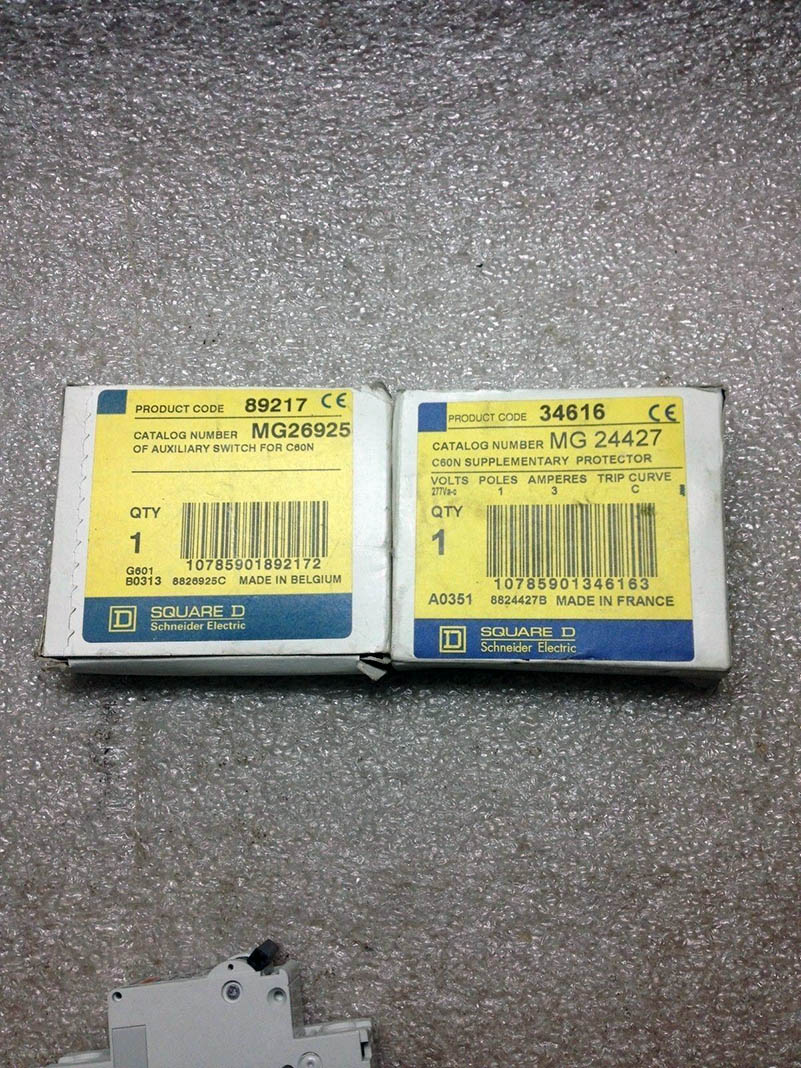 PRODUCT CODE 89217 CE
CATALOG NUMBER MG26925
OF AUXILIARY SWITCH FOR C60N
QTY
1
10785901892172
G601
B0313 8826925C MADE IN BELGIUM
D SQUARE D
Schneider Electric
PRODUCT CODE 34616 CE
CATALOG NUMBER MG 24427
C60N SUPPLEMENTARY PROTECTOR
VOLTS POLES AMPERES TRIP CURVE
1 3 C
QTY
1
10785901346163
A0351 8824427B MADE IN FRANCE
D SQUARE D
Schneider Electric